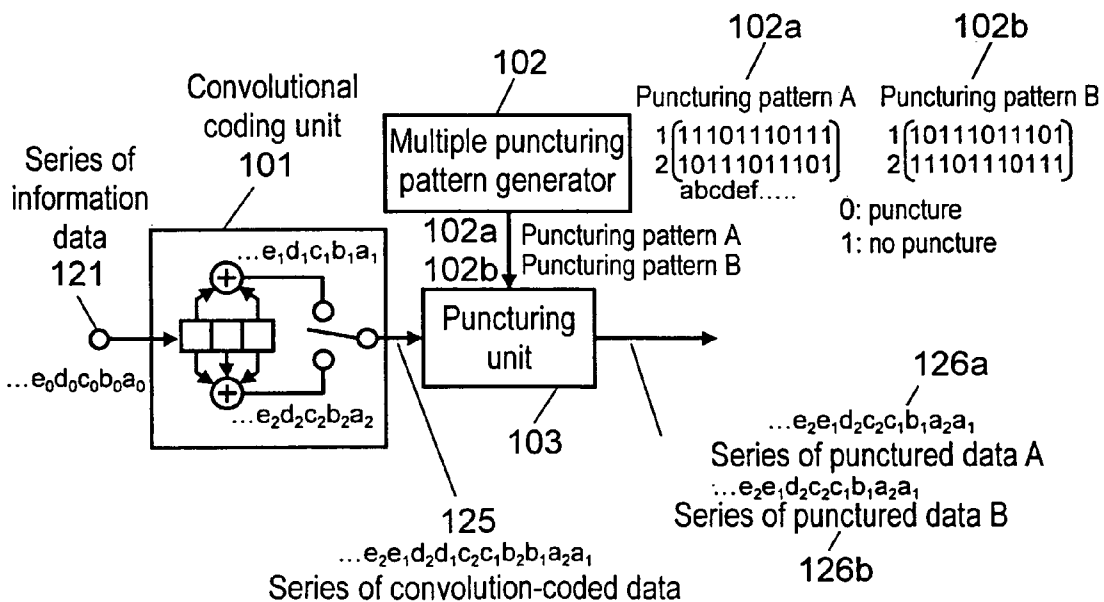 102a
102b
102
Convolutional
coding unit
101
Puncturing pattern A
1 11101110111
2 10111011101
abcdef.....
Puncturing pattern B
1 10111011101
2 11101110111
0: puncture
1: no puncture
Multiple puncturing
pattern generator
Series of
information
data
121
102a
102b
Puncturing pattern A
Puncturing pattern B
...e₁d₁c₁b₁a₁
Puncturing
unit
...e₀d₀c₀b₀a₀
...e₂d₂c₂b₂a₂
103
126a
...e₂e₁d₂c₂c₁b₁a₂a₁
Series of punctured data A
...e₂e₁d₂c₂c₁b₁a₂a₁
Series of punctured data B
126b
125
...e₂e₁d₂d₁c₂c₁b₂b₁a₂a₁
Series of convolution-coded data